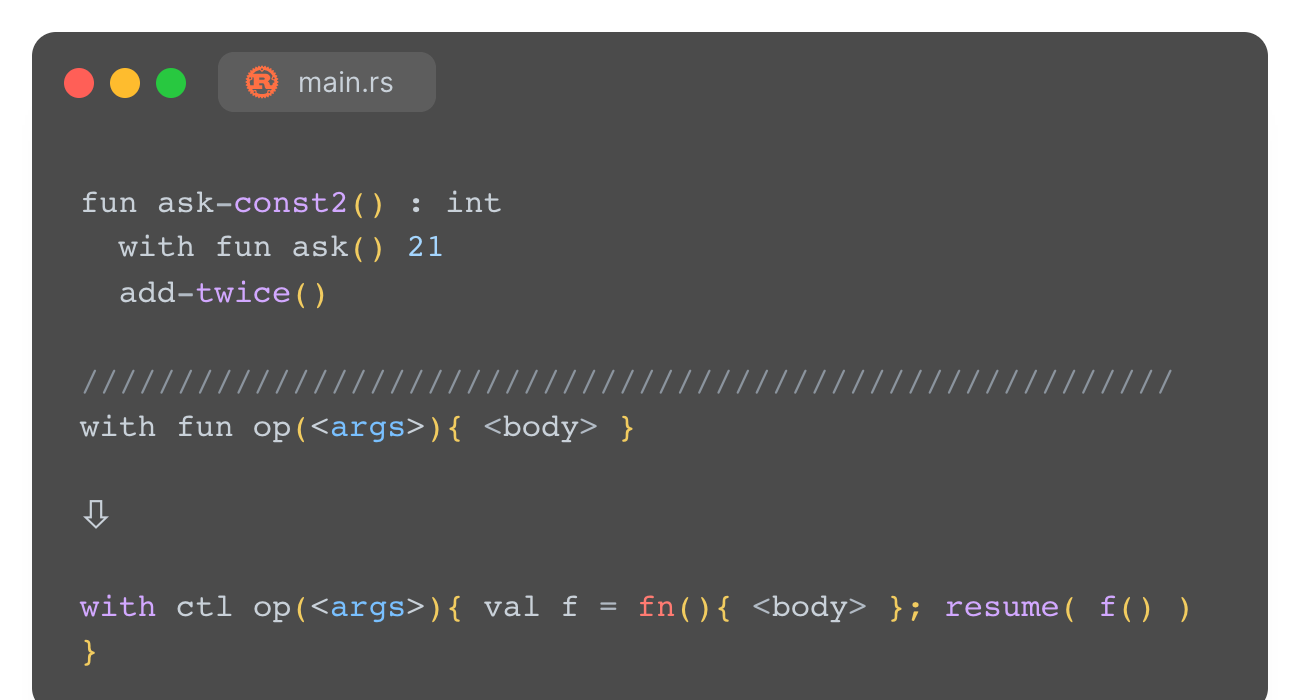 main.rs
fun ask-const2() : int
  with fun ask() 21
  add-twice()
/////////////////////////////////////////////////////////
with fun op(<args>){ <body> }
⇩
with ctl op(<args>){ val f = fn(){ <body> }; resume( f() )
}